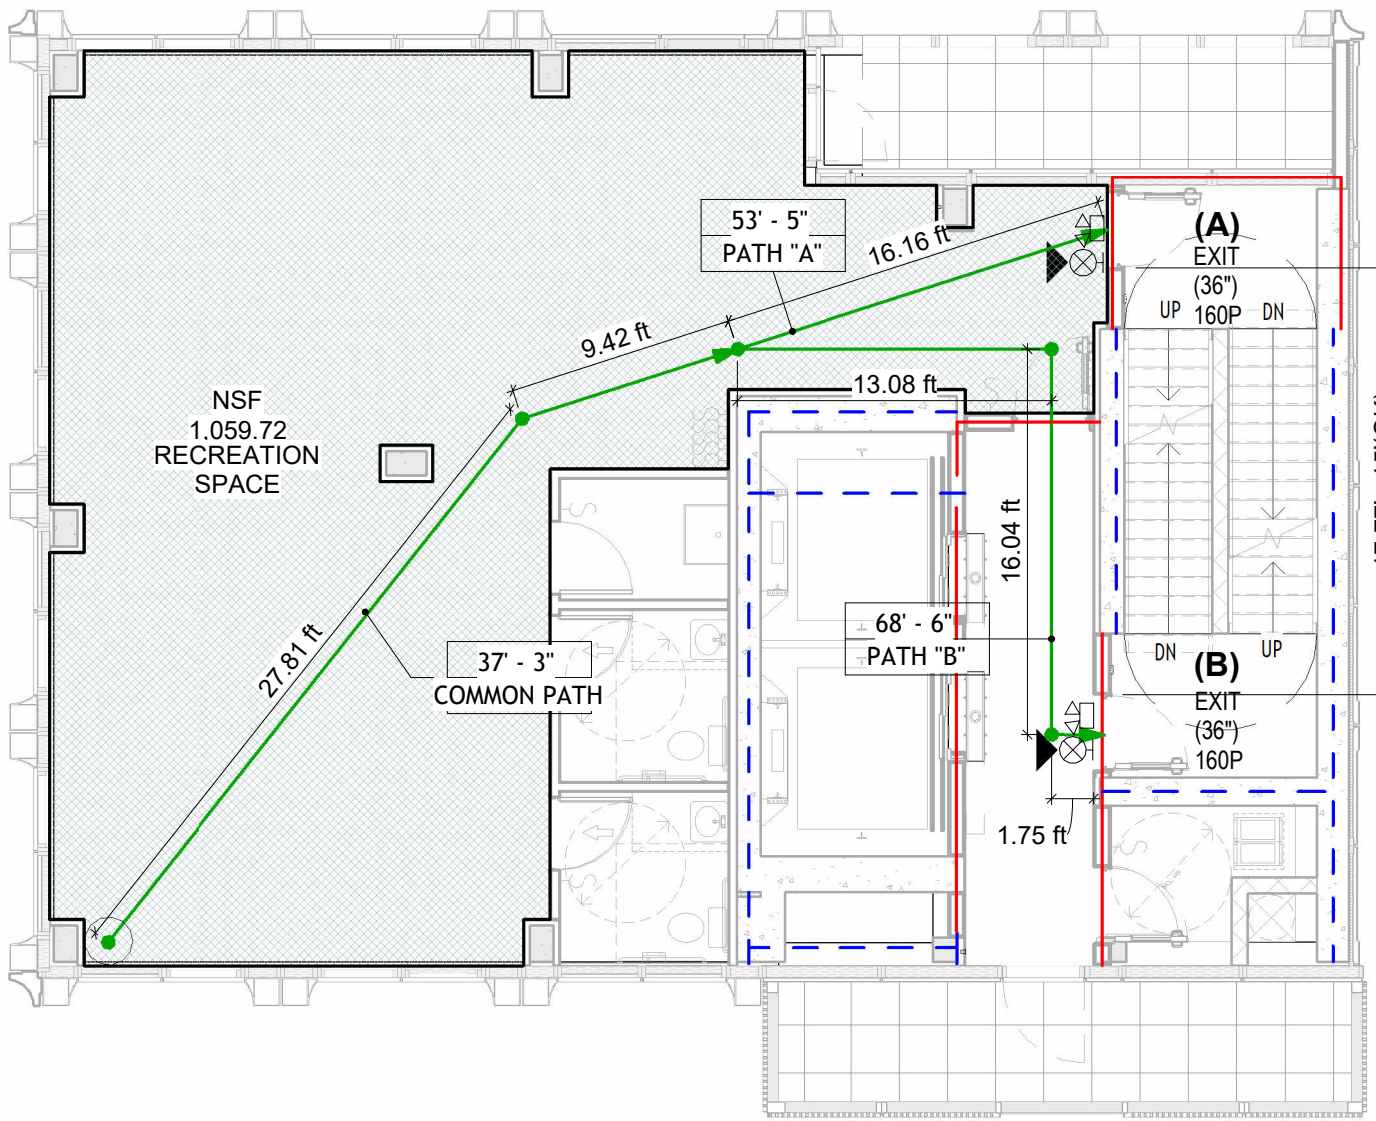 53' - 5"
PATH "A"
16.16 ft
(A)
EXIT
(36")
160P
UP
DN
9.42 ft
13.08 ft
NSF
1,059.72
RECREATION
SPACE
16.04 ft
27.81 ft
37' - 3"
COMMON PATH
68' - 6"
PATH "B"
DN
UP
(B)
EXIT
(36")
160P
1.75 ft